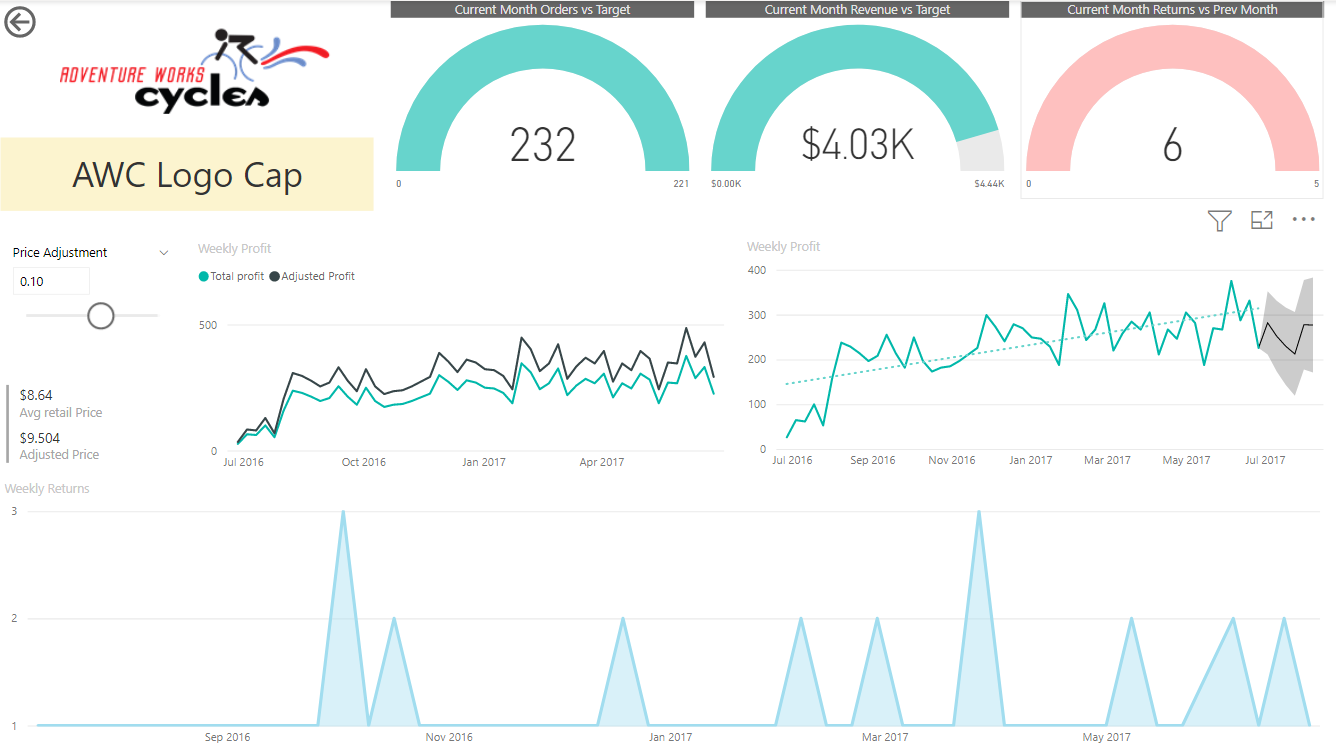 Current Month Orders vs Target
Current Month Revenue vs Target
Current Month Returns vs Prev Month
ADVENTURE WORKS
cycles
232
0
221
$4.03K
$0.00K
$4.44K
6
0
5
AWC Logo Cap
Price Adjustment
0.10
$8.64
Avg retail Price
$9.504
Adjusted Price
Weekly Profit
Total profit Adjusted Profit
500
0
Jul 2016 Oct 2016 Jan 2017 Apr 2017
Weekly Profit
400
300
200
100
0
Jul 2016 Sep 2016 Nov 2016 Jan 2017 Mar 2017 May 2017 Jul 2017
Weekly Returns
3
2
1
Sep 2016 Nov 2016 Jan 2017 Mar 2017 May 2017